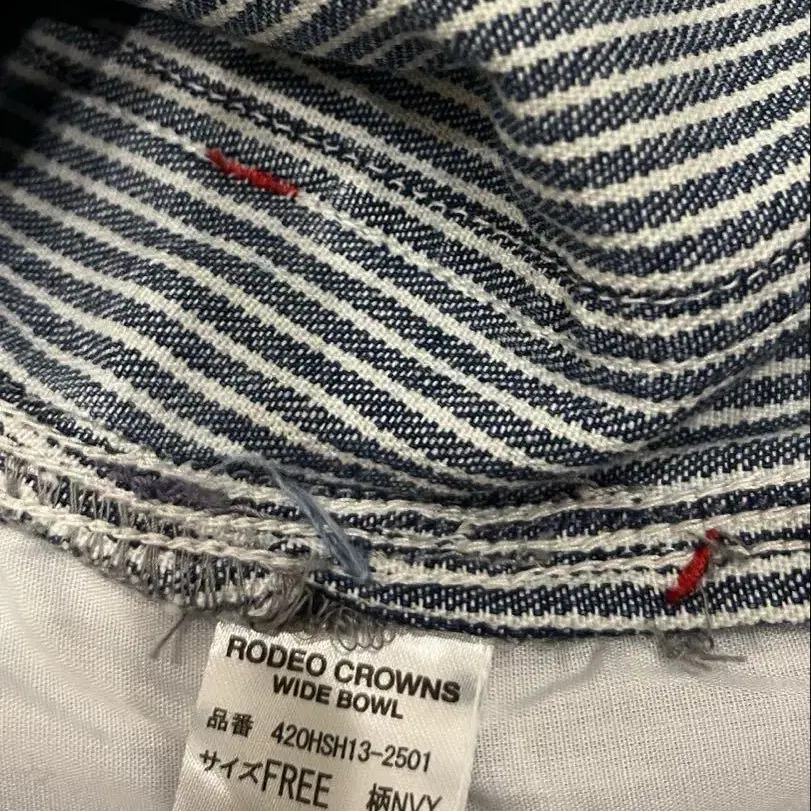 RODEO CROWNS
WIDE BOWL
品番 420HSH13-2501
サイズFREE 柄NVY